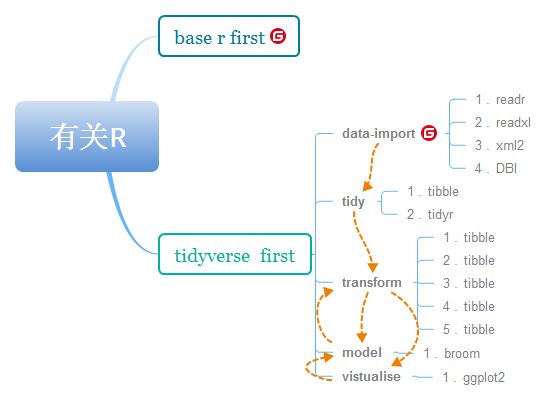 有关R
base r first
tidyverse first
data-import
1 . readr
2 . readxl
3 . xml2
4 . DBI
tidy
1 . tibble
2 . tidyr
transform
1 . tibble
2 . tibble
3 . tibble
4 . tibble
5 . tibble
model
1 . broom
vistualise
1 . ggplot2